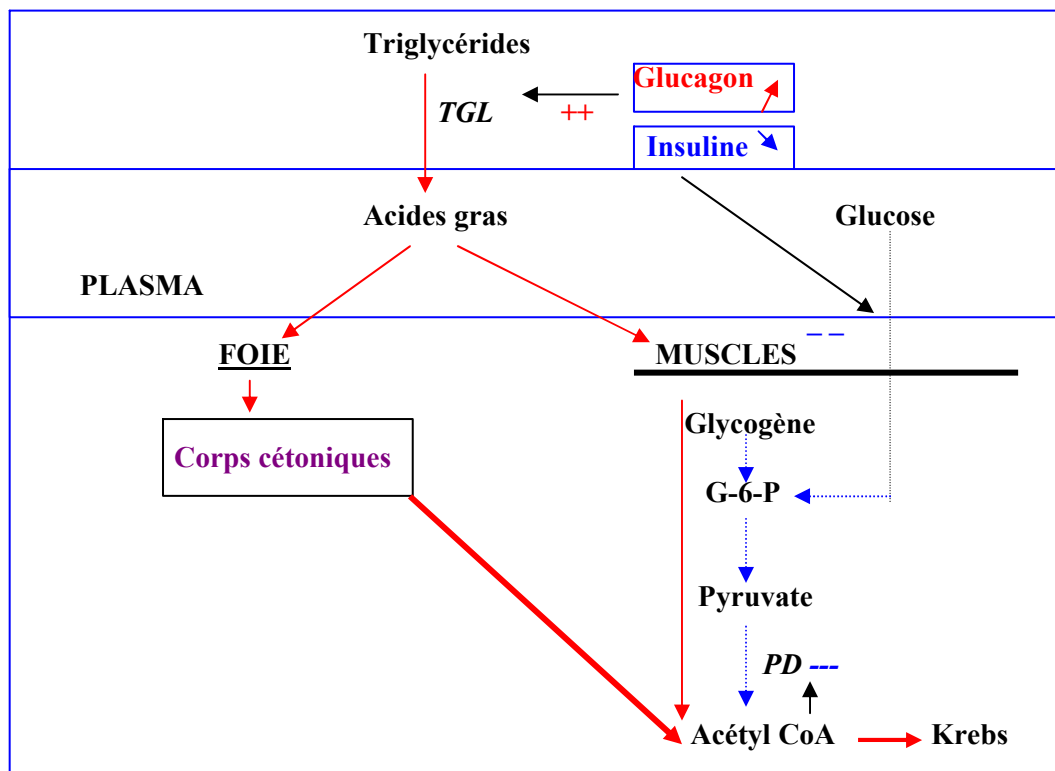 Triglycérides
Glucagon
TGL
++
Insuline
Acides gras
Glucose
PLASMA
– –
FOIE
MUSCLES
Glycogène
Corps cétoniques
G-6-P
Pyruvate
PD ---
Acétyl CoA
Krebs